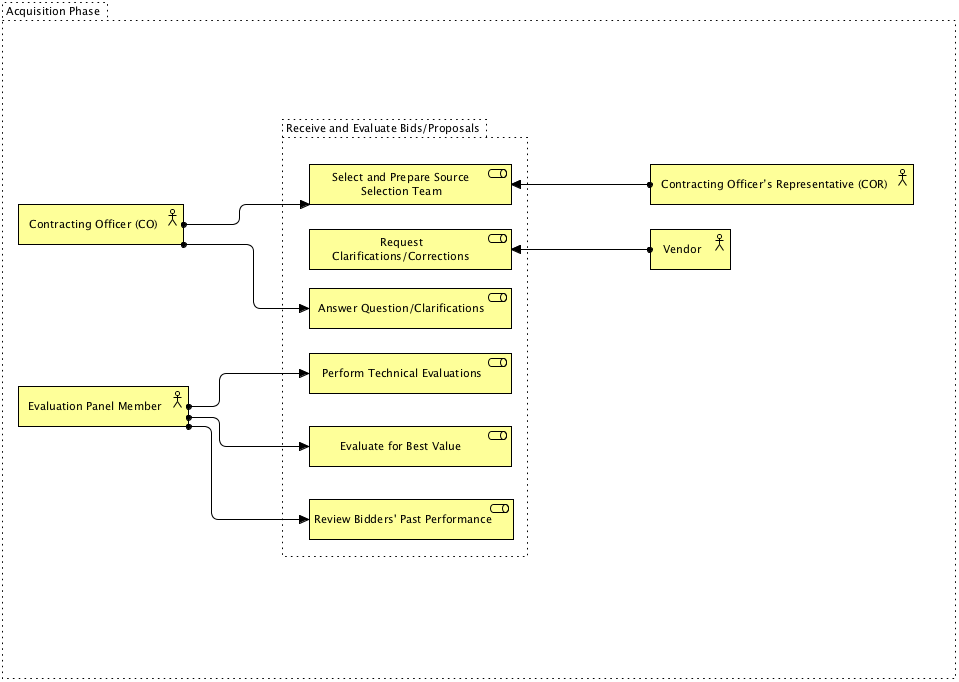 Acquisition Phase
Receive and Evaluate Bids/Proposals
Select and Prepare Source
Selection Team
Contracting Officer's Representative (COR)
Contracting Officer (CO)
Request
Clarifications/Corrections
Vendor
Answer Question/Clarifications
Perform Technical Evaluations
Evaluation Panel Member
Evaluate for Best Value
Review Bidders' Past Performance